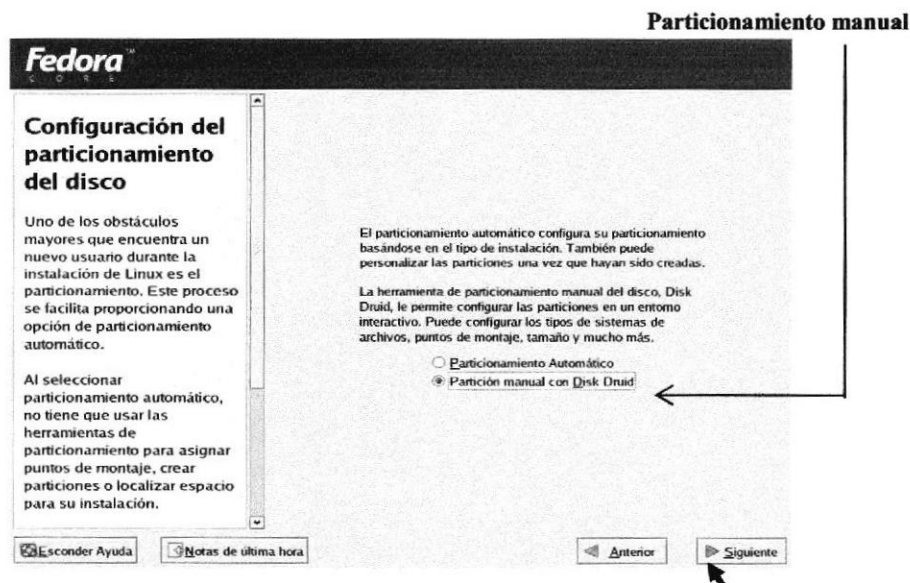 Particionamiento manual
Fedora™
CORE
Configuración del
particionamiento
del disco
Uno de los obstáculos
mayores que encuentra un
nuevo usuario durante la
instalación de Linux es el
particionamiento. Este proceso
se facilita proporcionando una
opción de particionamiento
automático.
Al seleccionar
particionamiento automático,
no tiene que usar las
herramientas de
particionamiento para asignar
puntos de montaje, crear
particiones o localizar espacio
para su instalación.
El particionamiento automático configura su particionamiento
basándose en el tipo de instalación. También puede
personalizar las particiones una vez que hayan sido creadas.
La herramienta de particionamiento manual del disco, Disk
Druid, le permite configurar las particiones en un entorno
interactivo. Puede configurar los tipos de sistemas de
archivos, puntos de montaje, tamaño y mucho más.
Particionamiento Automático
Partición manual con Disk Druid
Esconder Ayuda
Notas de última hora
Anterior
Siguiente